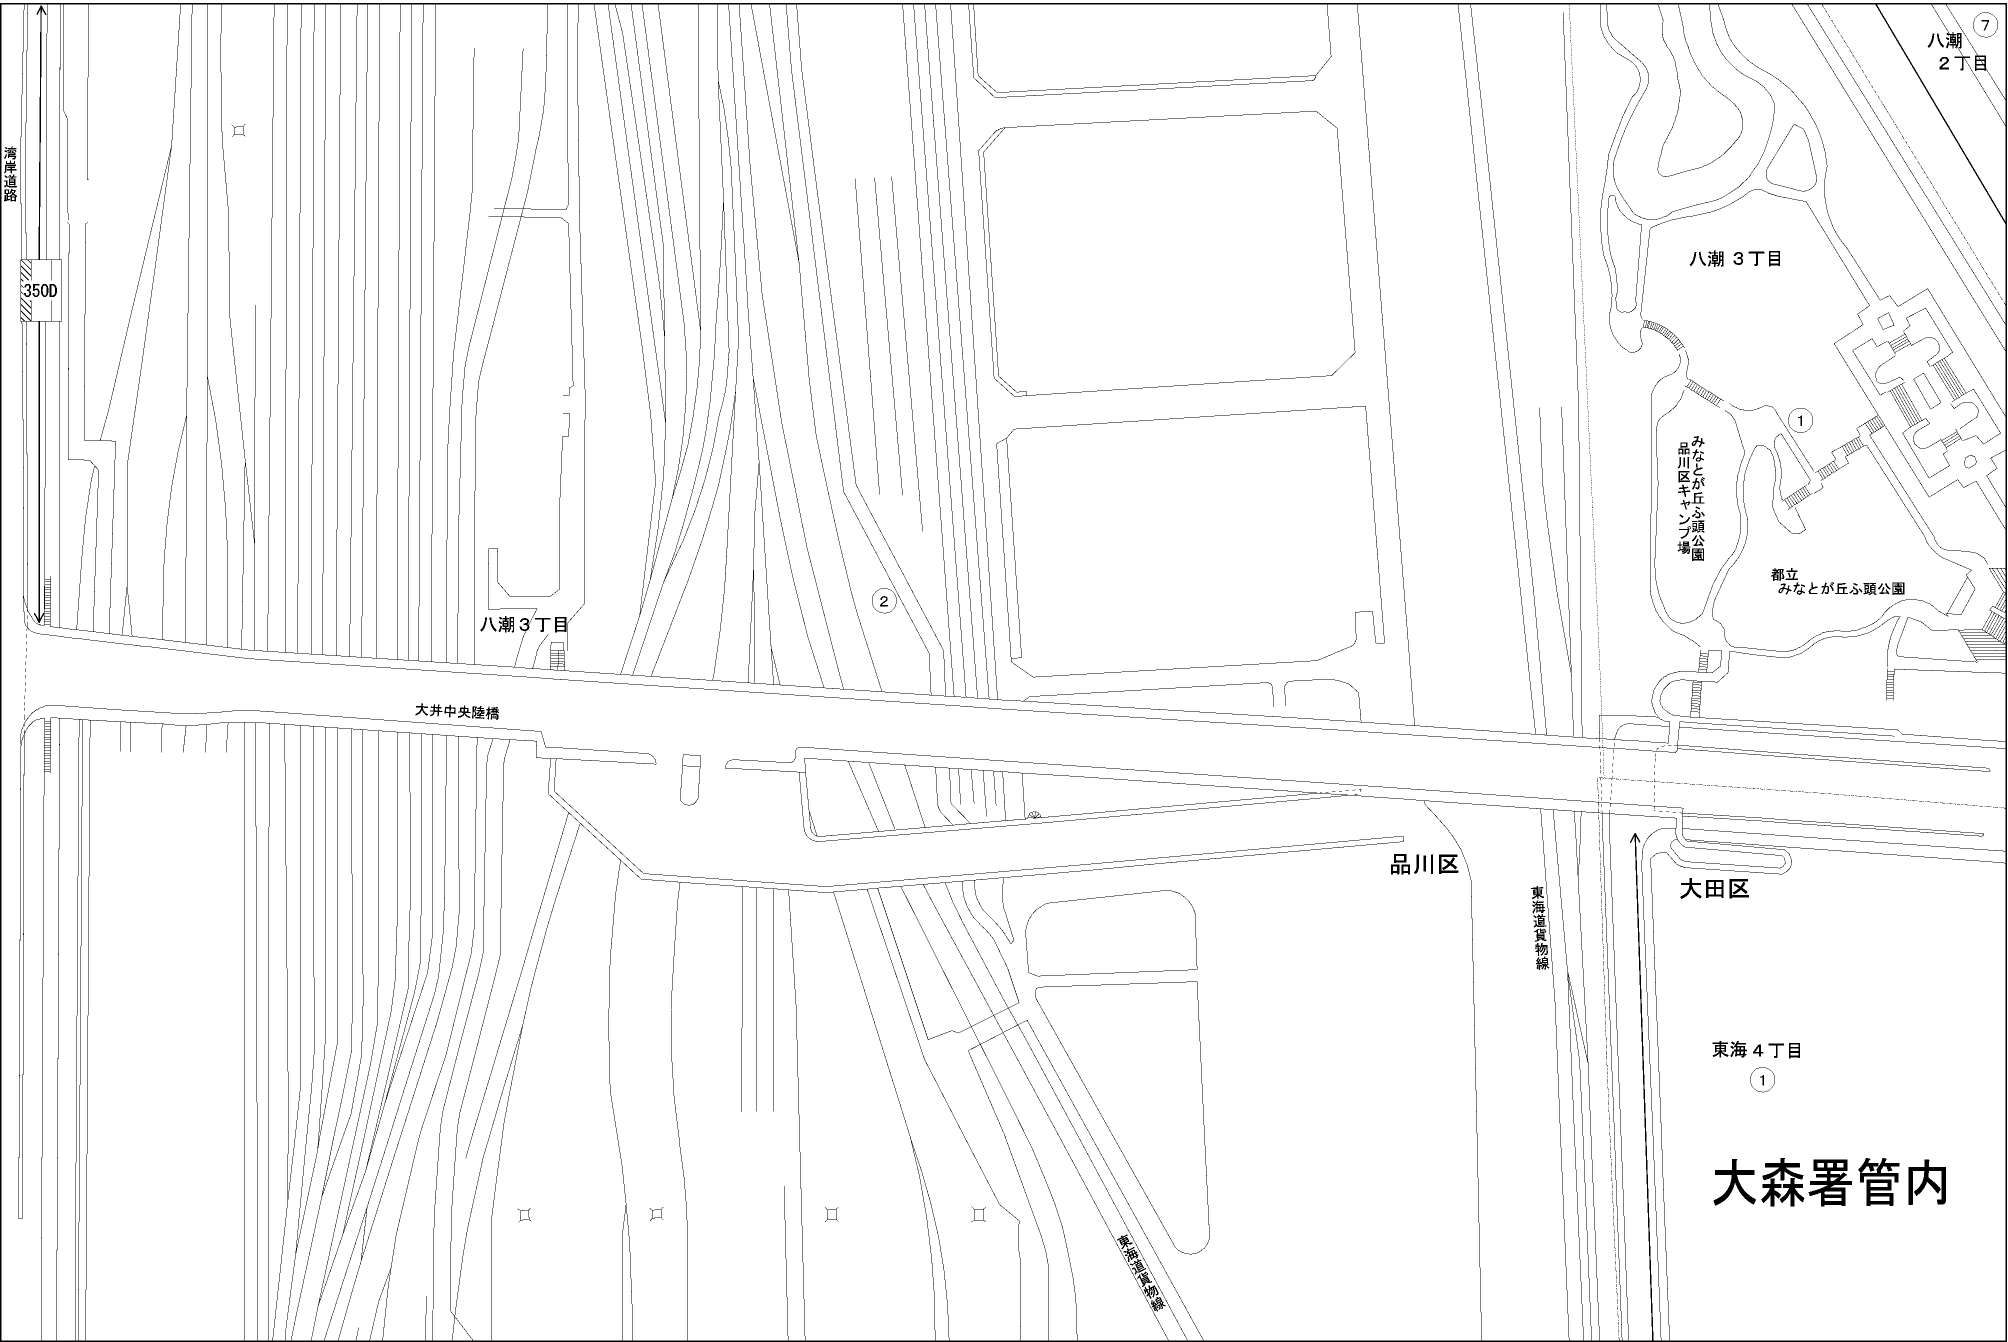 ⑦
八潮
２丁目
湾岸道路
八潮３丁目
350D
①
みなとが丘ふ頭公園
品川区キャンプ場
都立
みなとが丘ふ頭公園
②
八潮３丁目
大井中央陸橋
品川区
大田区
東海道貨物線
東海４丁目
①
大森署管内
東海道貨物線